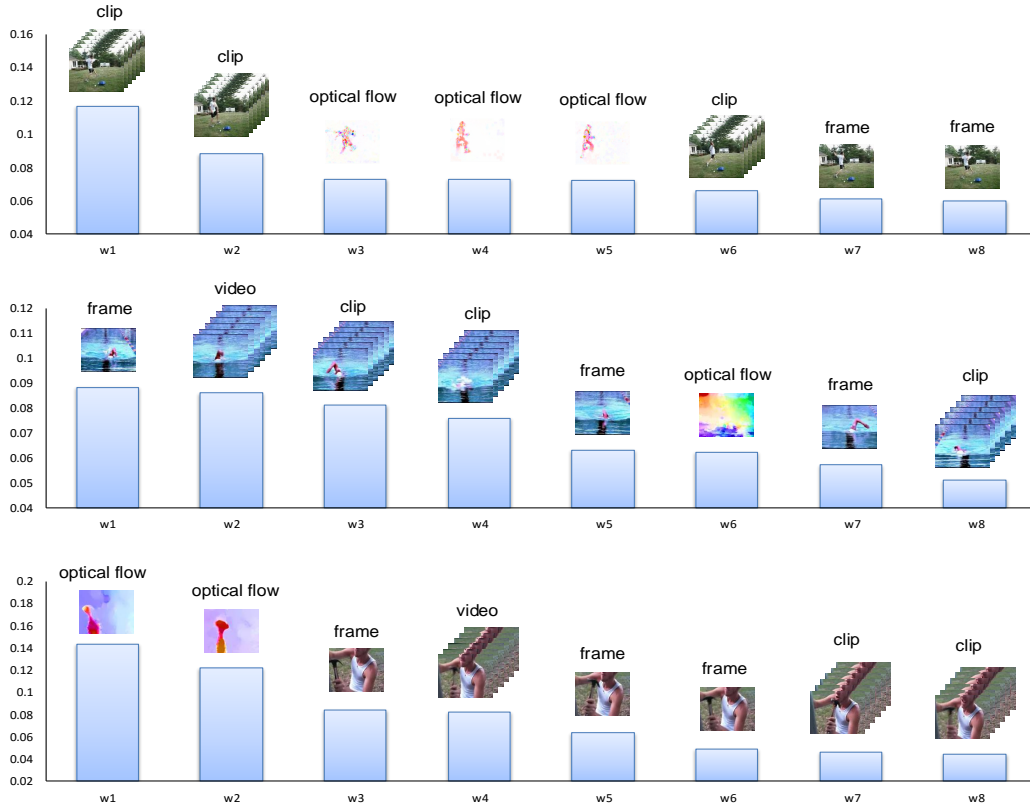 clip
clip
optical flow
optical flow
optical flow
clip
frame
frame
0.16
0.14
0.12
0.1
0.08
0.06
0.04
w1 w2 w3 w4 w5 w6 w7 w8
frame
video
clip
clip
frame
optical flow
frame
clip
0.12
0.11
0.1
0.09
0.08
0.07
0.06
0.05
0.04
w1 w2 w3 w4 w5 w6 w7 w8
optical flow
optical flow
frame
video
frame
frame
clip
clip
0.2
0.18
0.16
0.14
0.12
0.1
0.08
0.06
0.04
0.02
w1 w2 w3 w4 w5 w6 w7 w8